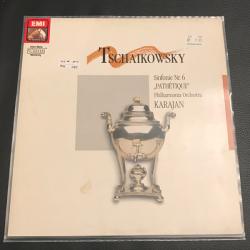 EMI
TSCHAIKOWSKY
Sinfonie Nr. 6
„PATHÉTIQUE"
Philharmonia Orchestra
KARAJAN